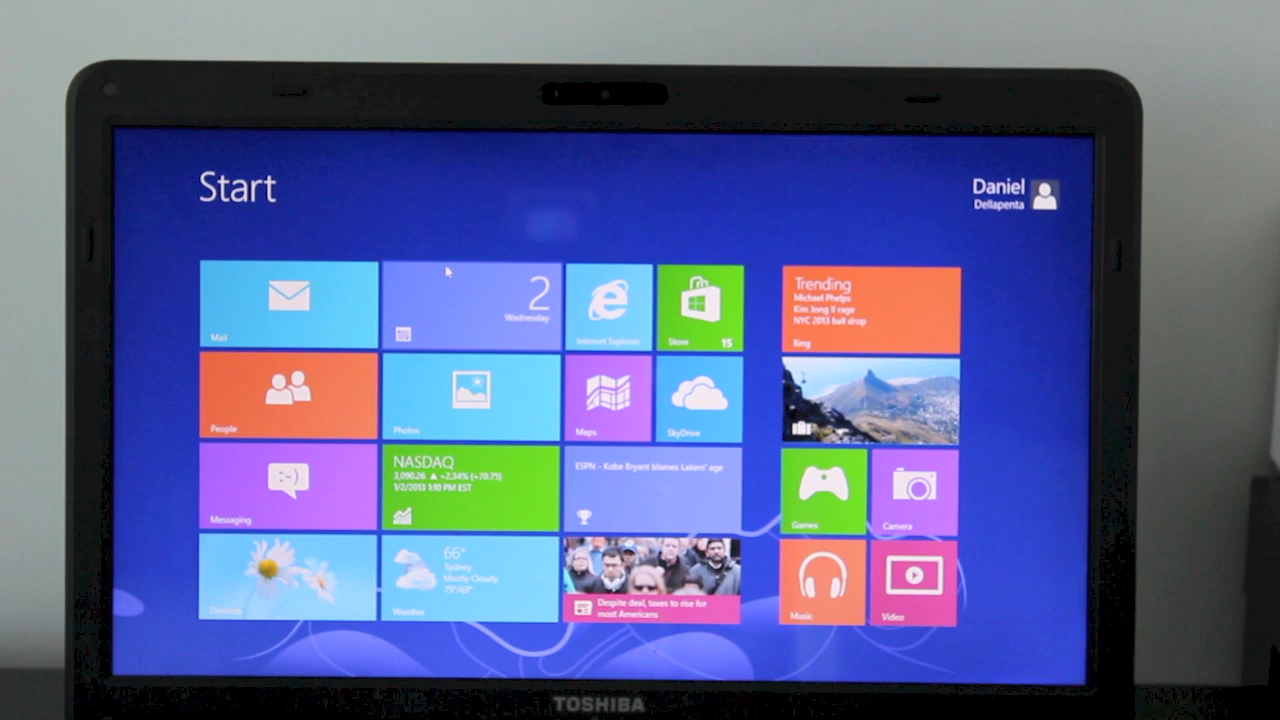 Start
Daniel
Dellapenta
Mail
2
Wednesday
Internet Explorer
Store
15
Trending
Michael Phelps
Kim Jong Il rage
NYC 2013 ball drop
Bing
People
Photos
Maps
SkyDrive
Messaging
NASDAQ
3,090.26 ▲ +2.34% (+70.75)
1/2/2013 1:10 PM EST
ESPN - Kobe Bryant blames Lakers' age
Games
Camera
Desktop
66°
Sydney
Mostly Cloudy
75°/63°
Weather
Despite deal, taxes to rise for
most Americans
Music
Video
TOSHIBA